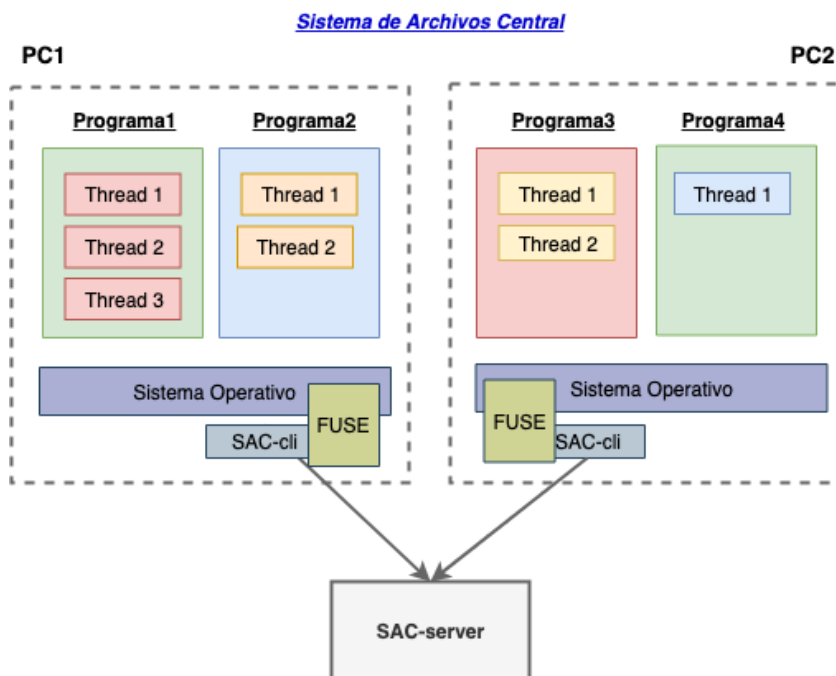 Sistema de Archivos Central
PC1
PC2
Programa1
Programa2
Programa3
Programa4
Thread 1
Thread 2
Thread 3
Thread 1
Thread 2
Thread 1
Thread 2
Thread 1
Sistema Operativo
FUSE
SAC-cli
Sistema Operativo
FUSE
SAC-cli
SAC-server